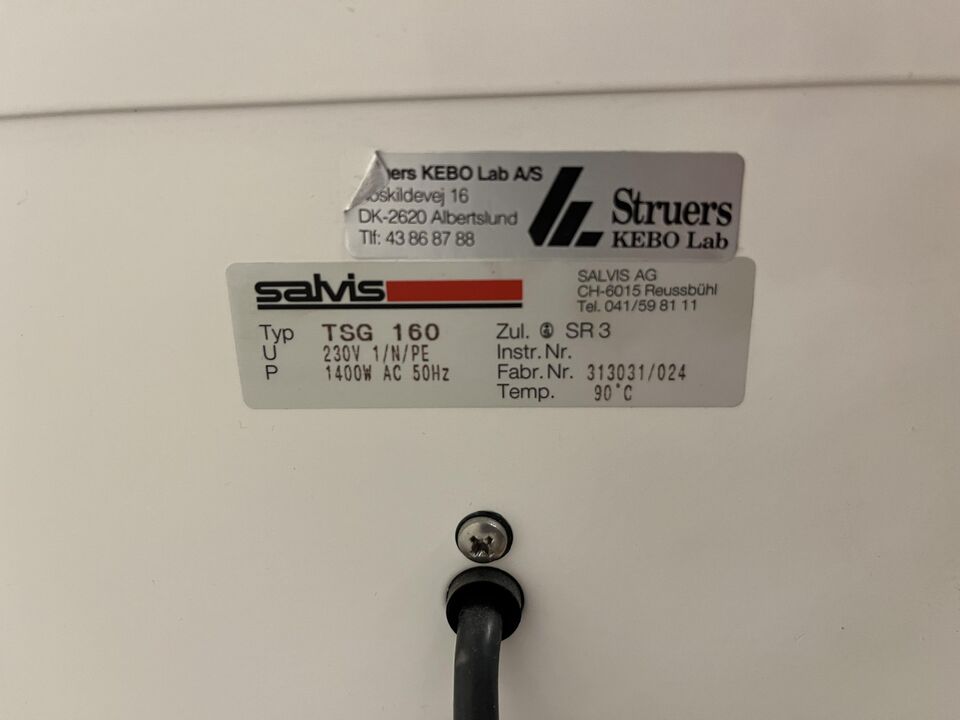 KEBO Lab A/S
16
DK-2620 Albertslund
Tlf: 43 86 87 88
Struers
KEBO Lab
salvis
SALVIS AG
CH-6015 Reussbühl
Tel. 041/59 81 11
Typ TSG 160
U 230V 1/N/PE
P 1400W AC 50Hz
Zul. SR 3
Instr. Nr.
Fabr. Nr. 313031/024
Temp. 90°C